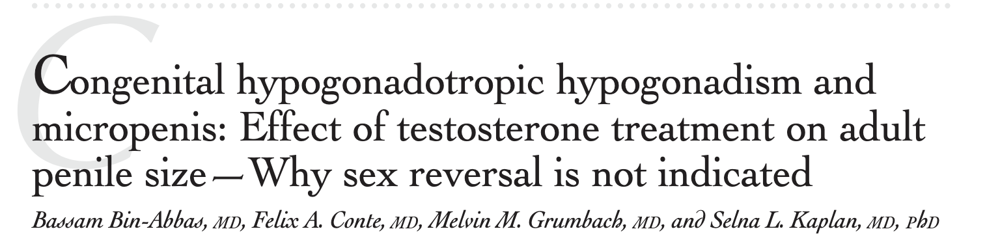 Congenital hypogonadotropic hypogonadism and
micropenis: Effect of testosterone treatment on adult
penile size—Why sex reversal is not indicated
Bassam Bin-Abbas, MD, Felix A. Conte, MD, Melvin M. Grumbach, MD, and Selna L. Kaplan, MD, PhD